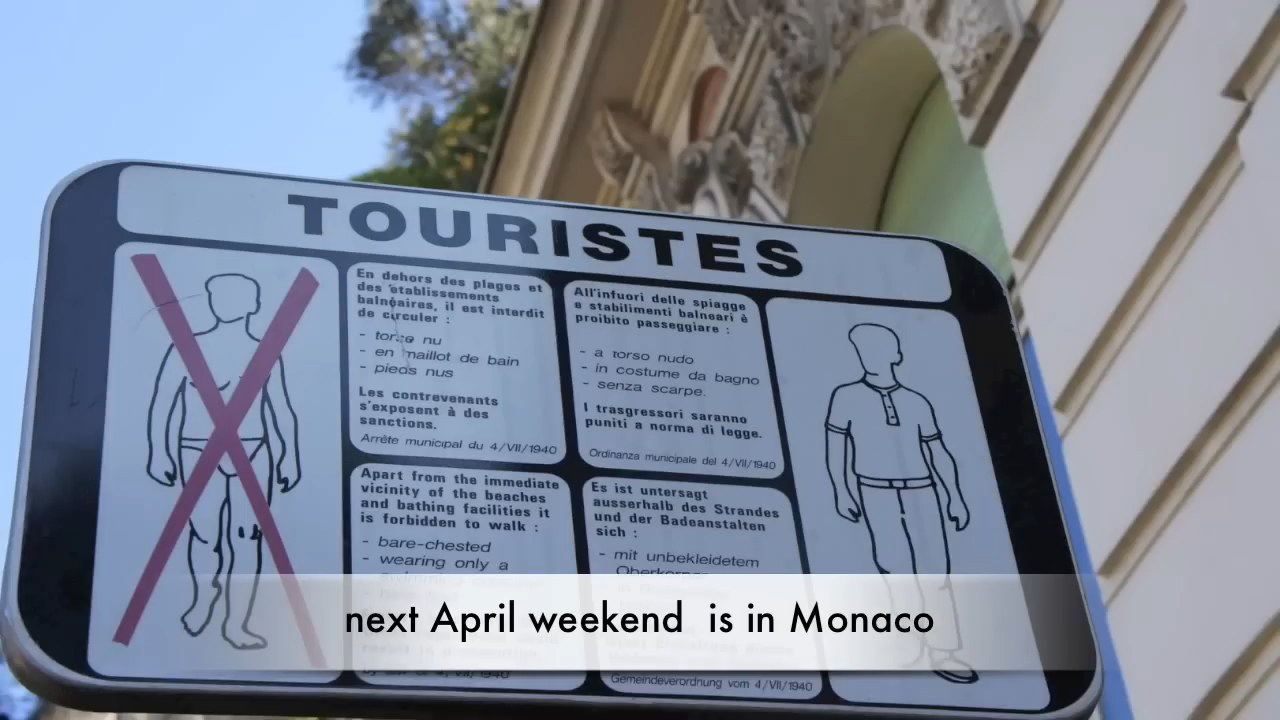 TOURISTES
En dehors des plages et
des établissements
balnéaires, il est interdit
de circuler :
- torse nu
- en maillot de bain
- pieds nus
Les contrevenants
s'exposent à des
sanctions.
Arrête municipal du 4/VII/1940
All'infuori delle spiagge
e stabilimenti balneari è
proibito passeggiare :
- a torso nudo
- in costume da bagno
- senza scarpe.
I trasgressori saranno
puniti a norma di legge.
Ordinanza municipale del 4/VII/1940
Apart from the immediate
vicinity of the beaches
and bathing facilities it
is forbidden to walk :
- bare-chested
- wearing only a
Es ist untersagt
ausserhalb des Strandes
und der Badeanstalten
sich :
- mit unbekleidetem
Oberkorper
Gemeindeverordnung vom 4/VII/1940
next April weekend is in Monaco